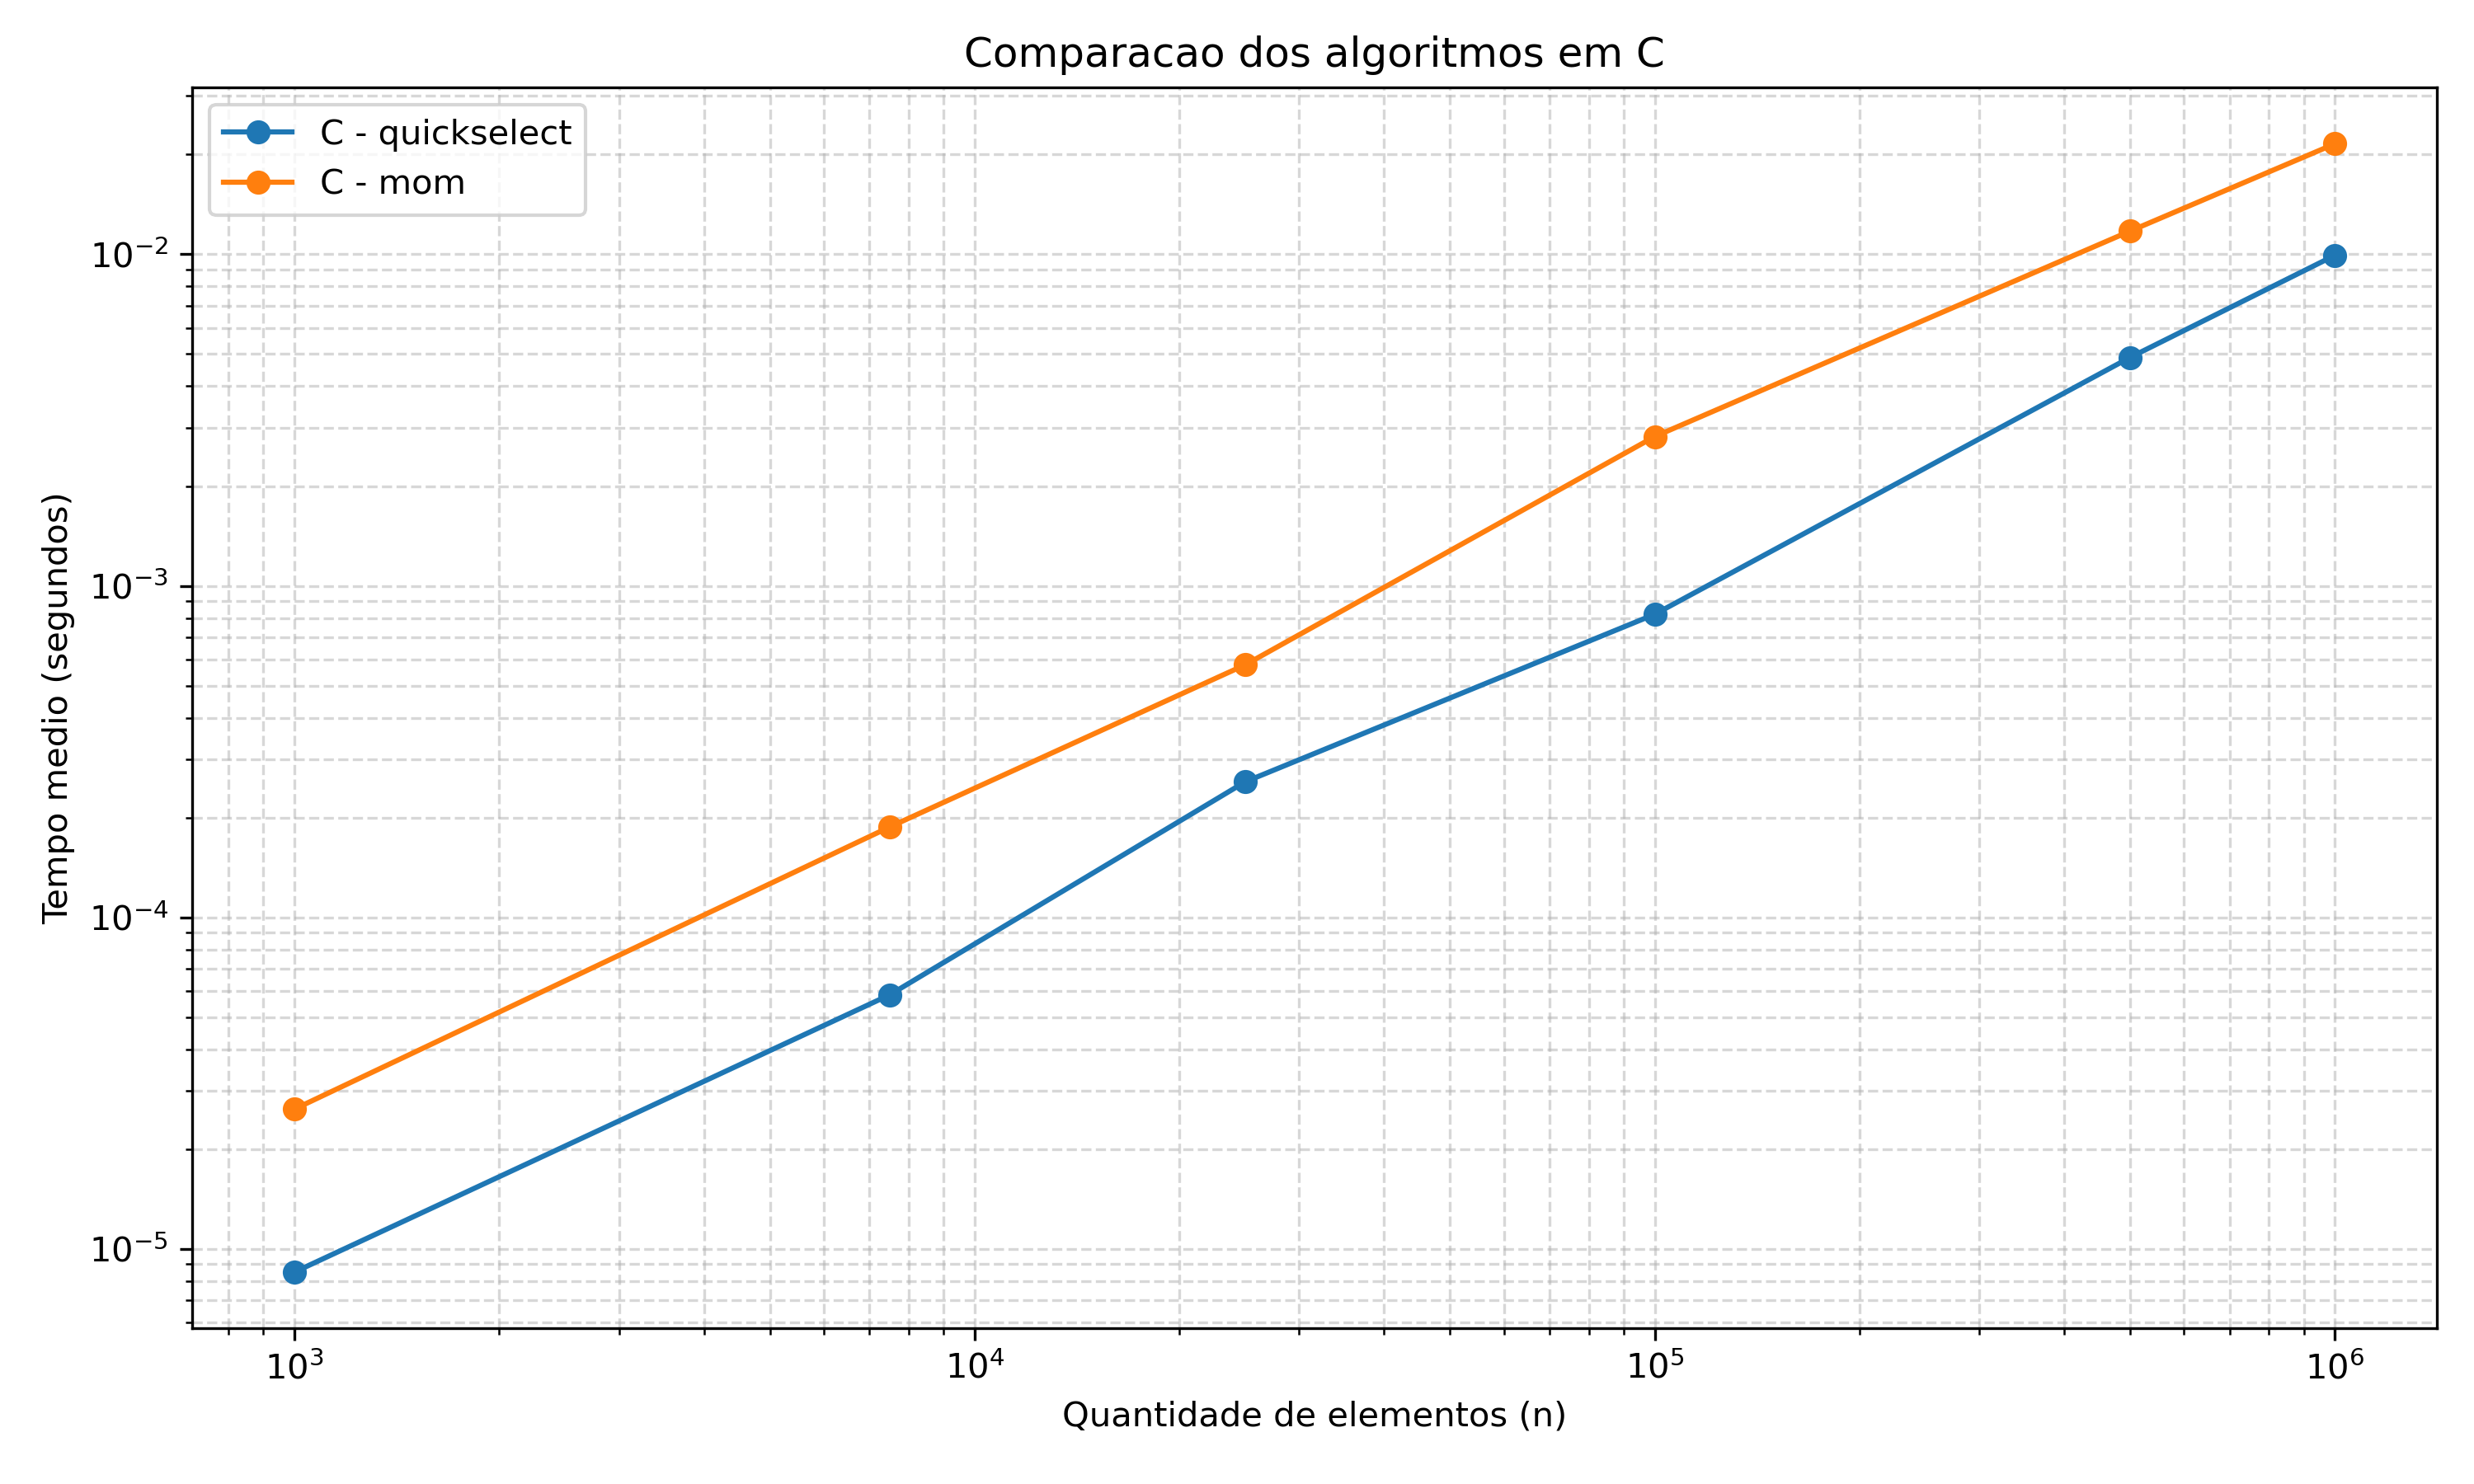 Comparacao dos algoritmos em C
C - quickselect
C - mom
Tempo medio (segundos)
10⁻²
10⁻³
10⁻⁴
10⁻⁵
10³ 10⁴ 10⁵ 10⁶
Quantidade de elementos (n)